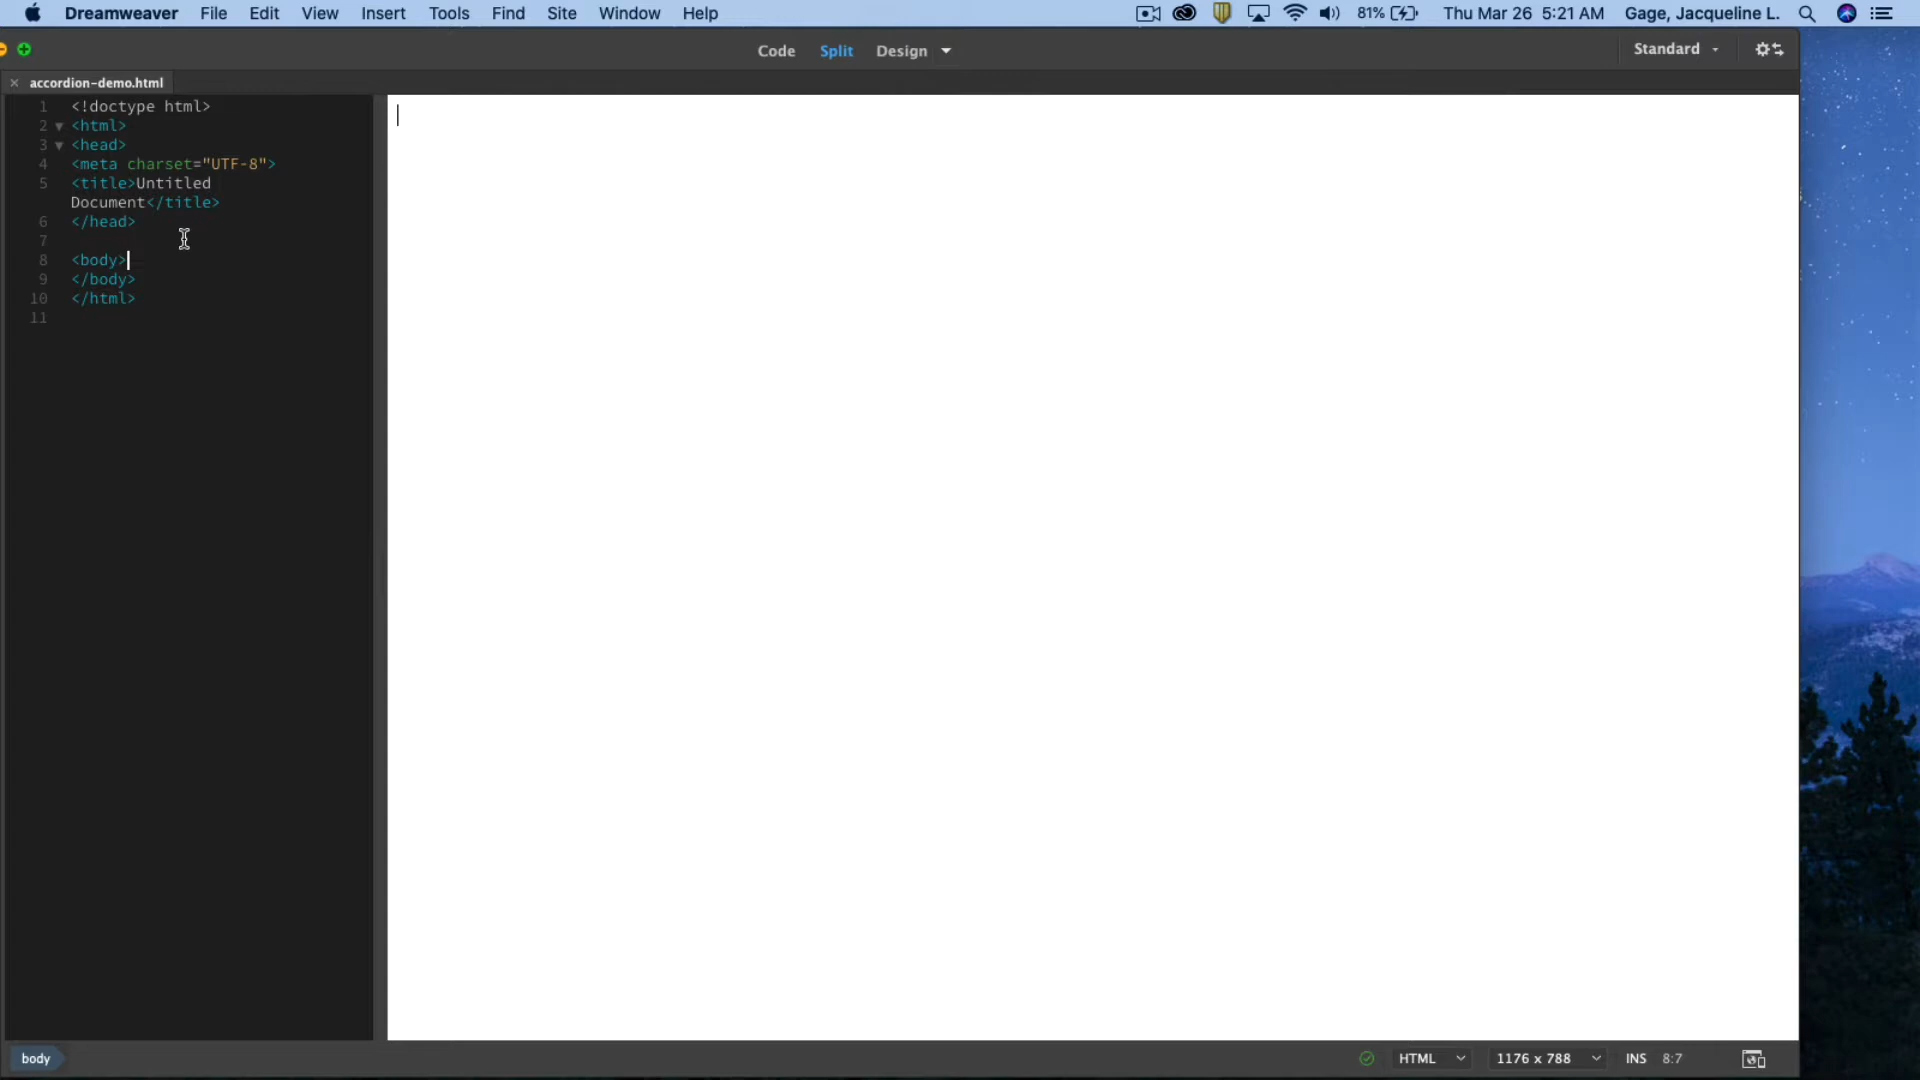 Dreamweaver File Edit View Insert Tools Find Site Window Help 81% Thu Mar 26 5:21 AM Gage, Jacqueline L.
Code Split Design Standard
accordion-demo.html
1 <!doctype html>
2 <html>
3 <head>
4 <meta charset="UTF-8">
5 <title>Untitled
Document</title>
6 </head>
7
8 <body>
9 </body>
10 </html>
11
body HTML 1176 x 788 INS 8:7